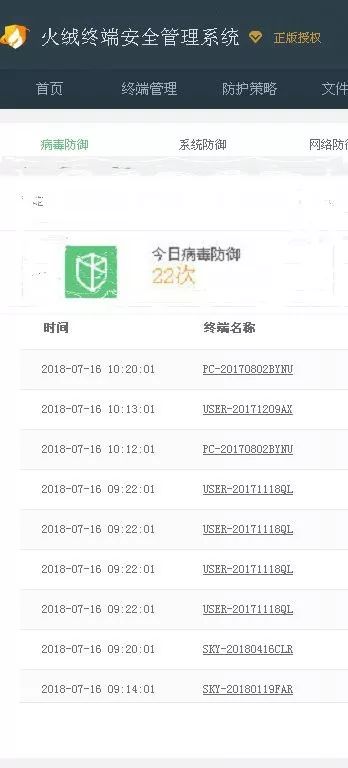 火绒终端安全管理系统 正版授权
首页 终端管理 防护策略 文件
病毒防御 系统防御 网络防御
今日病毒防御
22次
时间 终端名称
2018-07-16 10:20:01 PC-20170802BYNU
2018-07-16 10:13:01 USER-20171209AX
2018-07-16 10:12:01 PC-20170802BYNU
2018-07-16 09:22:01 USER-20171118QL
2018-07-16 09:22:01 USER-20171118QL
2018-07-16 09:22:01 USER-20171118QL
2018-07-16 09:22:01 USER-20171118QL
2018-07-16 09:20:01 SKY-20180416CLR
2018-07-16 09:14:01 SKY-20180119FAR